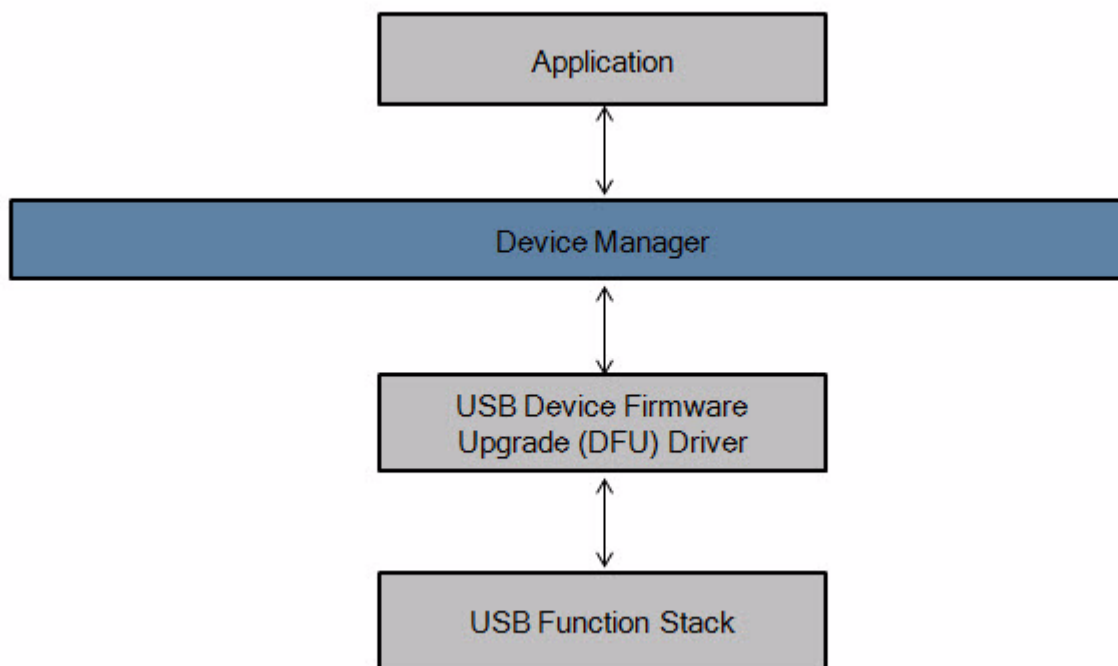 Application
Device Manager
USB Device Firmware
Upgrade (DFU) Driver
USB Function Stack